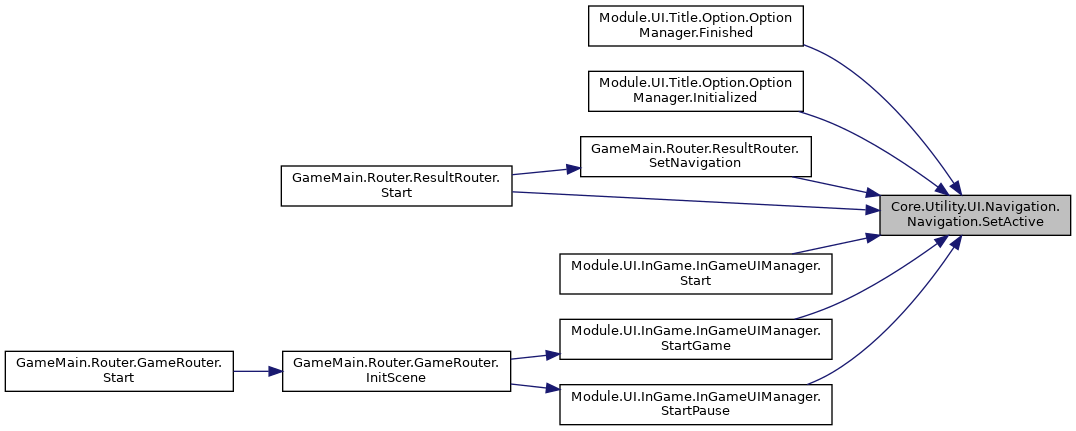 Module.UI.Title.Option.Option
Manager.Finished
Module.UI.Title.Option.Option
Manager.Initialized
GameMain.Router.ResultRouter.
SetNavigation
GameMain.Router.ResultRouter.
Start
Core.Utility.UI.Navigation.
Navigation.SetActive
Module.UI.InGame.InGameUIManager.
Start
Module.UI.InGame.InGameUIManager.
StartGame
GameMain.Router.GameRouter.
Start
GameMain.Router.GameRouter.
InitScene
Module.UI.InGame.InGameUIManager.
StartPause